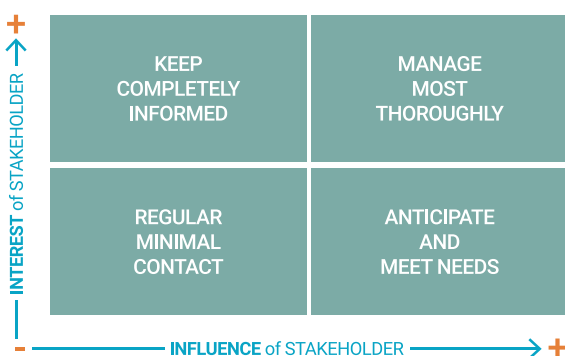 KEEP
COMPLETELY
INFORMED
MANAGE
MOST
THOROUGHLY
REGULAR
MINIMAL
CONTACT
ANTICIPATE
AND
MEET NEEDS
INTEREST of STAKEHOLDER
INFLUENCE of STAKEHOLDER